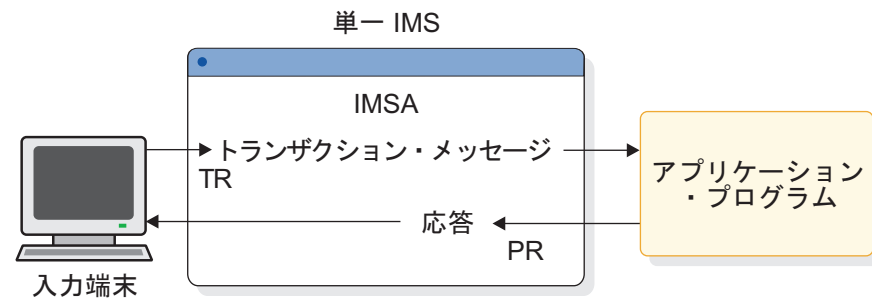 単一 IMS
IMSA
トランザクション・メッセージ
TR
応答
PR
アプリケーション
・プログラム
入力端末